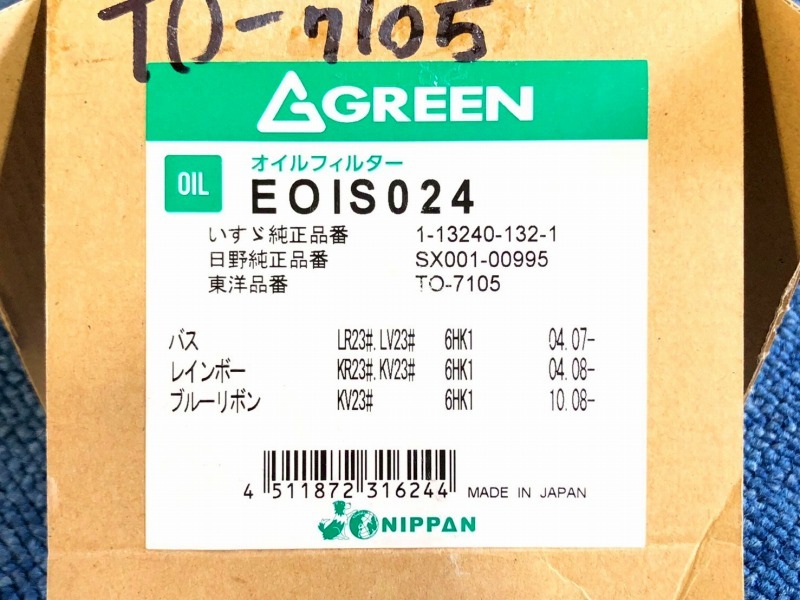 TO-7105
GREEN
OIL
オイルフィルター
EOIS024
いすゞ純正品番 1-13240-132-1
日野純正品番 SX001-00995
東洋品番 TO-7105
バス LR23#.LV23# 6HK1 04.07-
レインボー KR23#.KV23# 6HK1 04.08-
ブルーリボン KV23# 6HK1 10.08-
4 511872 316244 MADE IN JAPAN
NIPPAN